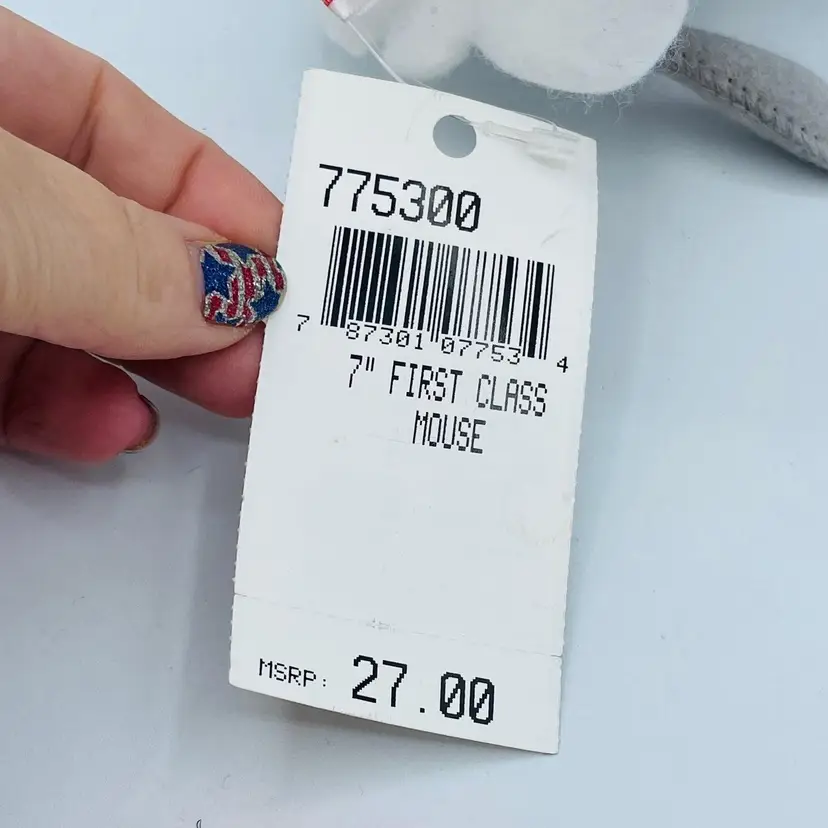 775300
7 87301 07753 4
7" FIRST CLASS
MOUSE
MSRP: 27.00